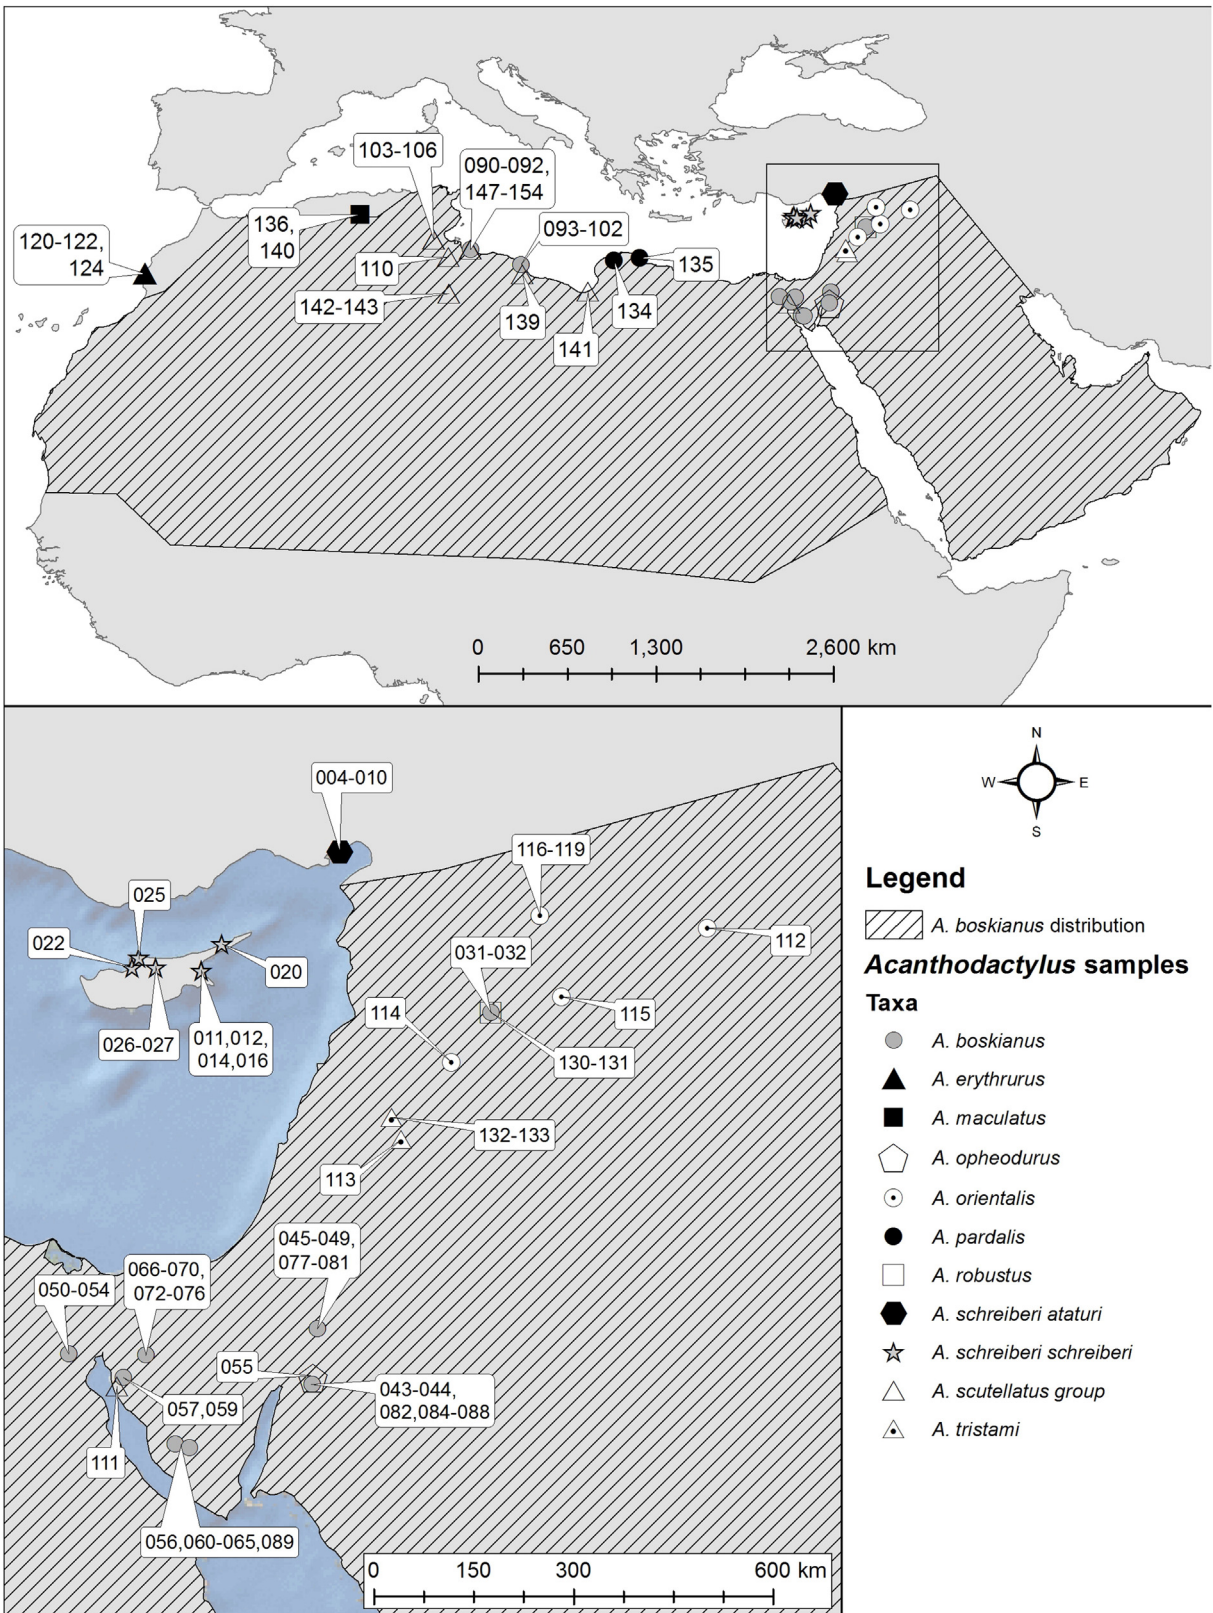 103-106
090-092,
147-154
136,
140
120-122,
124
093-102
110
135
142-143
139
134
141
0 650 1,300 2,600 km
004-010
025
116-119
022
020
112
031-032
026-027
011,012,
014,016
114
115
130-131
132-133
113
045-049,
077-081
066-070,
072-076
050-054
055
043-044,
082,084-088
057,059
111
056,060-065,089
0 150 300 600 km
N
W E
S
Legend
A. boskianus distribution
Acanthodactylus samples
Taxa
A. boskianus
A. erythrurus
A. maculatus
A. opheodurus
A. orientalis
A. pardalis
A. robustus
A. schreiberi ataturi
A. schreiberi schreiberi
A. scutellatus group
A. tristami